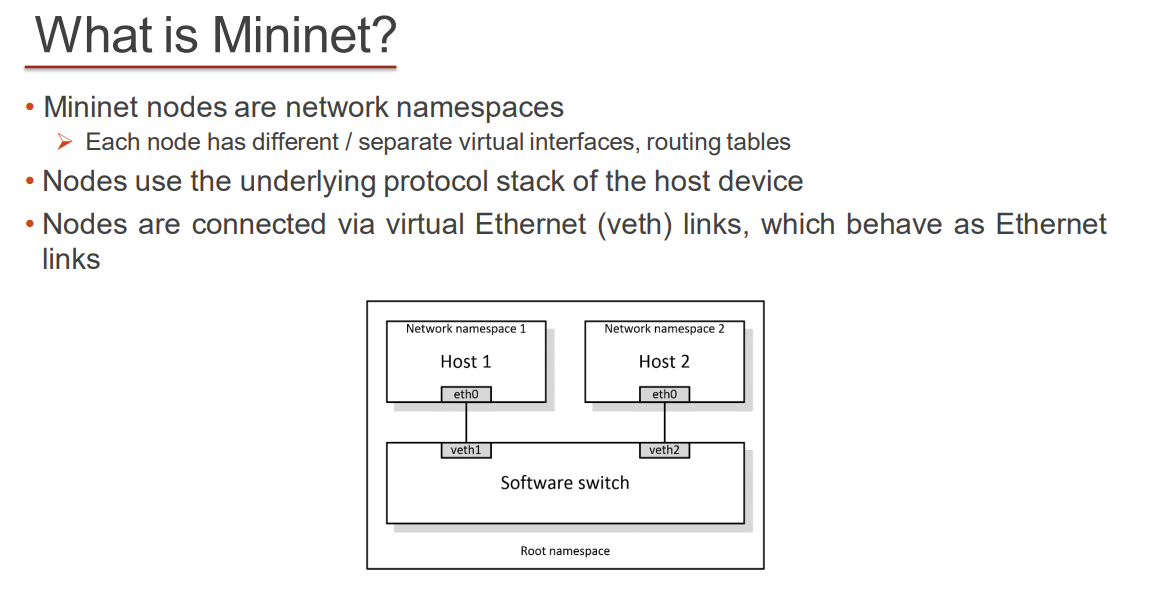 What is Mininet?
• Mininet nodes are network namespaces
➢ Each node has different / separate virtual interfaces, routing tables
• Nodes use the underlying protocol stack of the host device
• Nodes are connected via virtual Ethernet (veth) links, which behave as Ethernet
links
Network namespace 1
Network namespace 2
Host 1
Host 2
eth0
eth0
veth1
veth2
Software switch
Root namespace